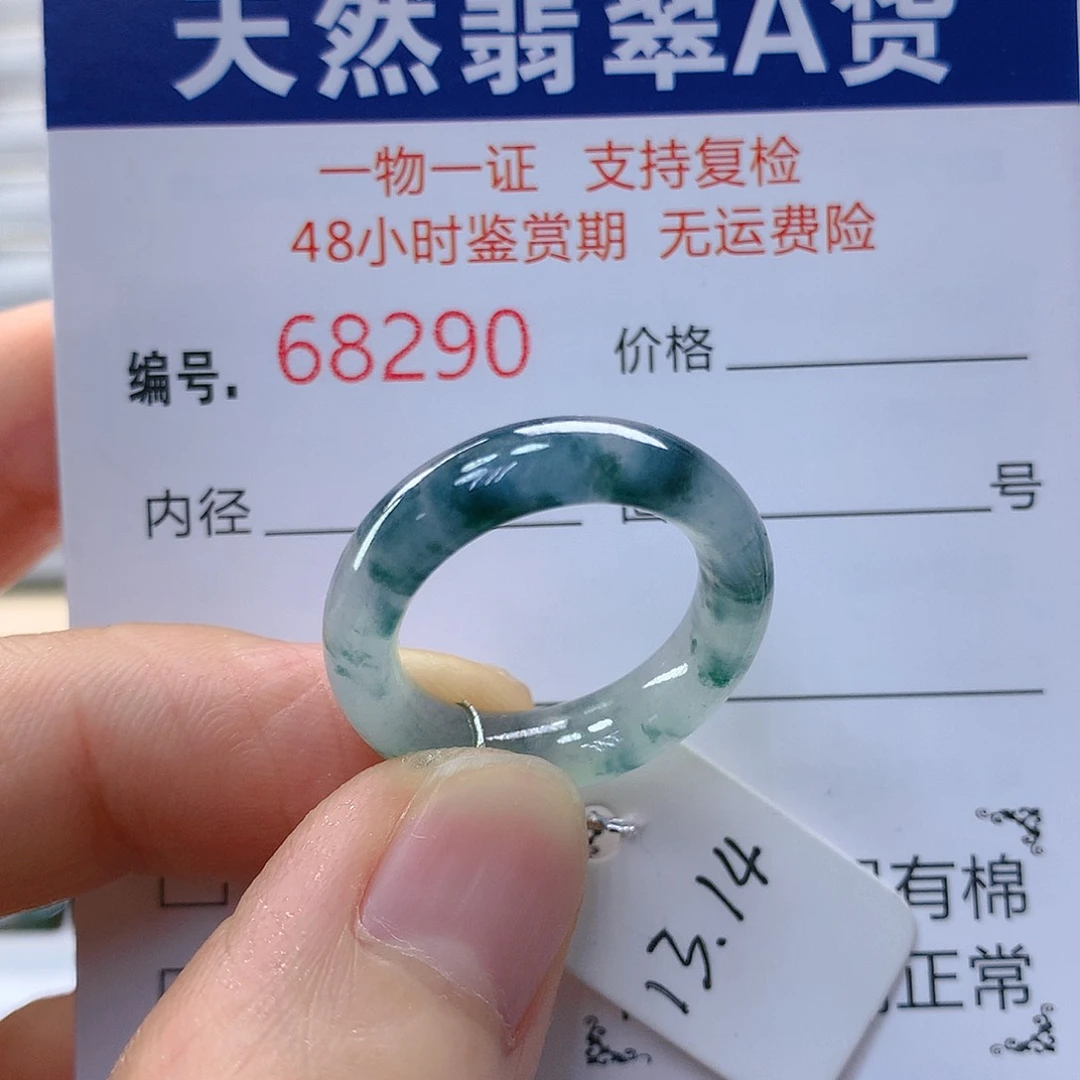 天然翡翠A货
一物一证 支持复检
48小时鉴赏期 无运费险
编号. 68290 价格
内径 号
有棉
正常
13.14